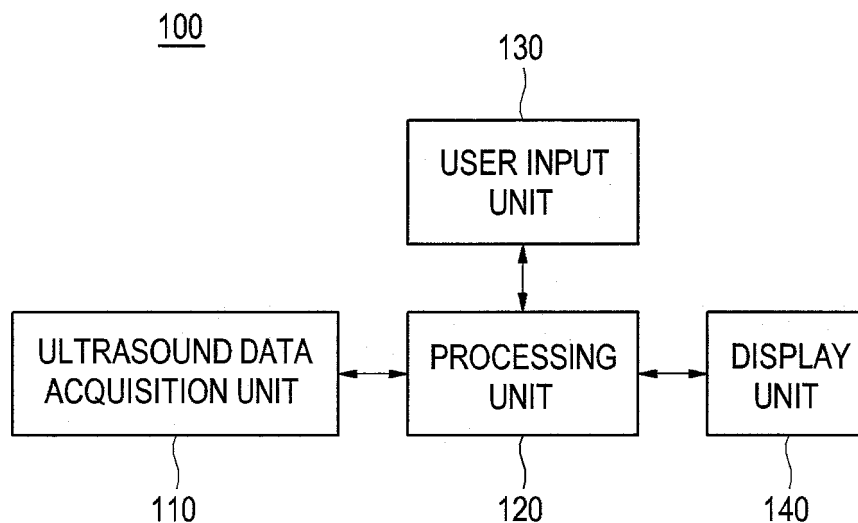 100
130
USER INPUT
UNIT
ULTRASOUND DATA
ACQUISITION UNIT
PROCESSING
UNIT
DISPLAY
UNIT
110
120
140